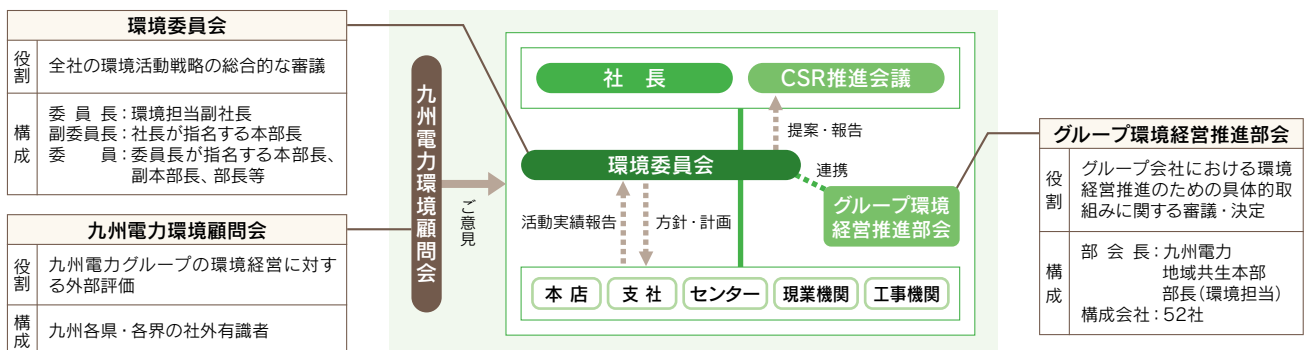 環境委員会
役割
全社の環境活動戦略の総合的な審議
構成
委員長：環境担当副社長
副委員長：社長が指名する本部長
委員：委員長が指名する本部長、
副本部長、部長等
九州電力環境顧問会
役割
九州電力グループの環境経営に対す
る外部評価
構成
九州各県・各界の社外有識者
九州電力環境顧問会
ご意見
社長
CSR推進会議
提案・報告
環境委員会
連携
グループ環境
経営推進部会
活動実績報告
方針・計画
本店
支社
センター
現業機関
工事機関
グループ環境経営推進部会
役割
グループ会社における環境
経営推進のための具体的取
組みに関する審議・決定
構成
部会長：九州電力
地域共生本部
部長（環境担当）
構成会社：52社